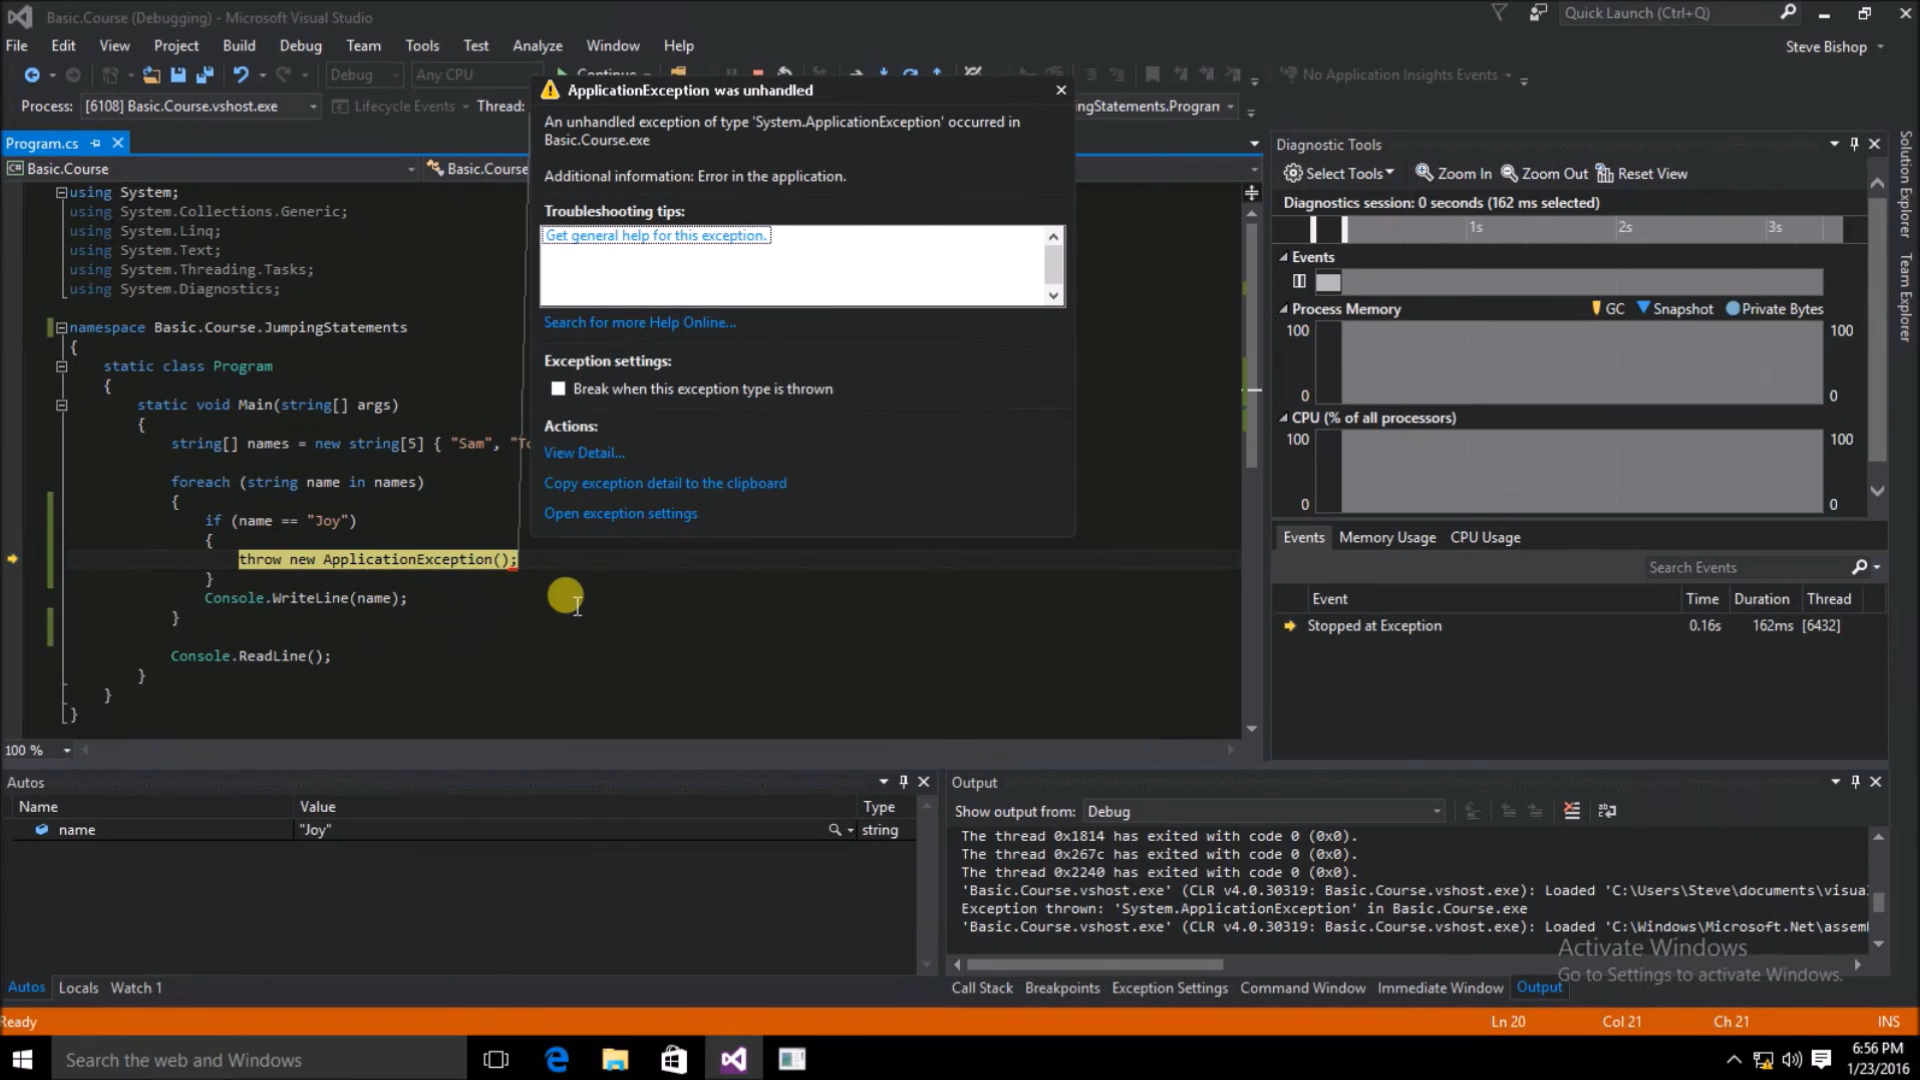 Basic.Course (Debugging) - Microsoft Visual Studio
Quick Launch (Ctrl+Q)
File Edit View Project Build Debug Team Tools Test Analyze Window Help
Steve Bishop
Debug Any CPU Continue No Application Insights Events
Process: [6108] Basic.Course.vshost.exe Lifecycle Events Thread: ngStatements.Progran
Program.cs
Basic.Course Basic.Course
using System;
using System.Collections.Generic;
using System.Linq;
using System.Text;
using System.Threading.Tasks;
using System.Diagnostics;
namespace Basic.Course.JumpingStatements
{
static class Program
{
static void Main(string[] args)
{
string[] names = new string[5] { "Sam", "To
foreach (string name in names)
{
if (name == "Joy")
{
throw new ApplicationException();
}
Console.WriteLine(name);
}
Console.ReadLine();
}
}
}
100 %
ApplicationException was unhandled
An unhandled exception of type 'System.ApplicationException' occurred in
Basic.Course.exe
Additional information: Error in the application.
Troubleshooting tips:
Get general help for this exception.
Search for more Help Online...
Exception settings:
Break when this exception type is thrown
Actions:
View Detail...
Copy exception detail to the clipboard
Open exception settings
Diagnostic Tools
Select Tools Zoom In Zoom Out Reset View
Diagnostics session: 0 seconds (162 ms selected)
1s 2s 3s
Events
Process Memory GC Snapshot Private Bytes
100 100
0 0
CPU (% of all processors)
100 100
0 0
Events Memory Usage CPU Usage
Search Events
Event Time Duration Thread
Stopped at Exception 0.16s 162ms [6432]
Solution Explorer
Team Explorer
Autos
Name Value Type
name "Joy" string
Autos Locals Watch 1
Output
Show output from: Debug
The thread 0x1814 has exited with code 0 (0x0).
The thread 0x267c has exited with code 0 (0x0).
The thread 0x2240 has exited with code 0 (0x0).
'Basic.Course.vshost.exe' (CLR v4.0.30319: Basic.Course.vshost.exe): Loaded 'C:\Users\Steve\documents\visua
Exception thrown: 'System.ApplicationException' in Basic.Course.exe
'Basic.Course.vshost.exe' (CLR v4.0.30319: Basic.Course.vshost.exe): Loaded 'C:\Windows\Microsoft.Net\assem
Activate Windows
Go to Settings to activate Windows.
Call Stack Breakpoints Exception Settings Command Window Immediate Window Output
Ready Ln 20 Col 21 Ch 21 INS
Search the web and Windows
6:56 PM
1/23/2016